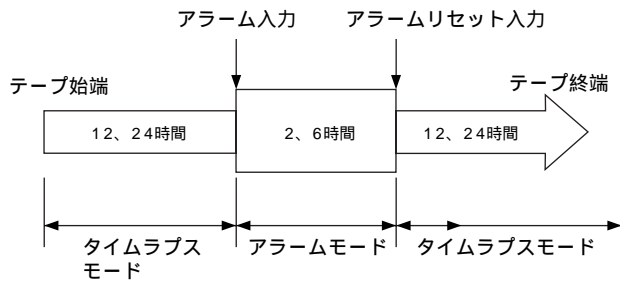 アラーム入力
アラームリセット入力
テープ始端
テープ終端
12、24時間
2、6時間
12、24時間
タイムラプス
モード
アラームモード
タイムラプスモード